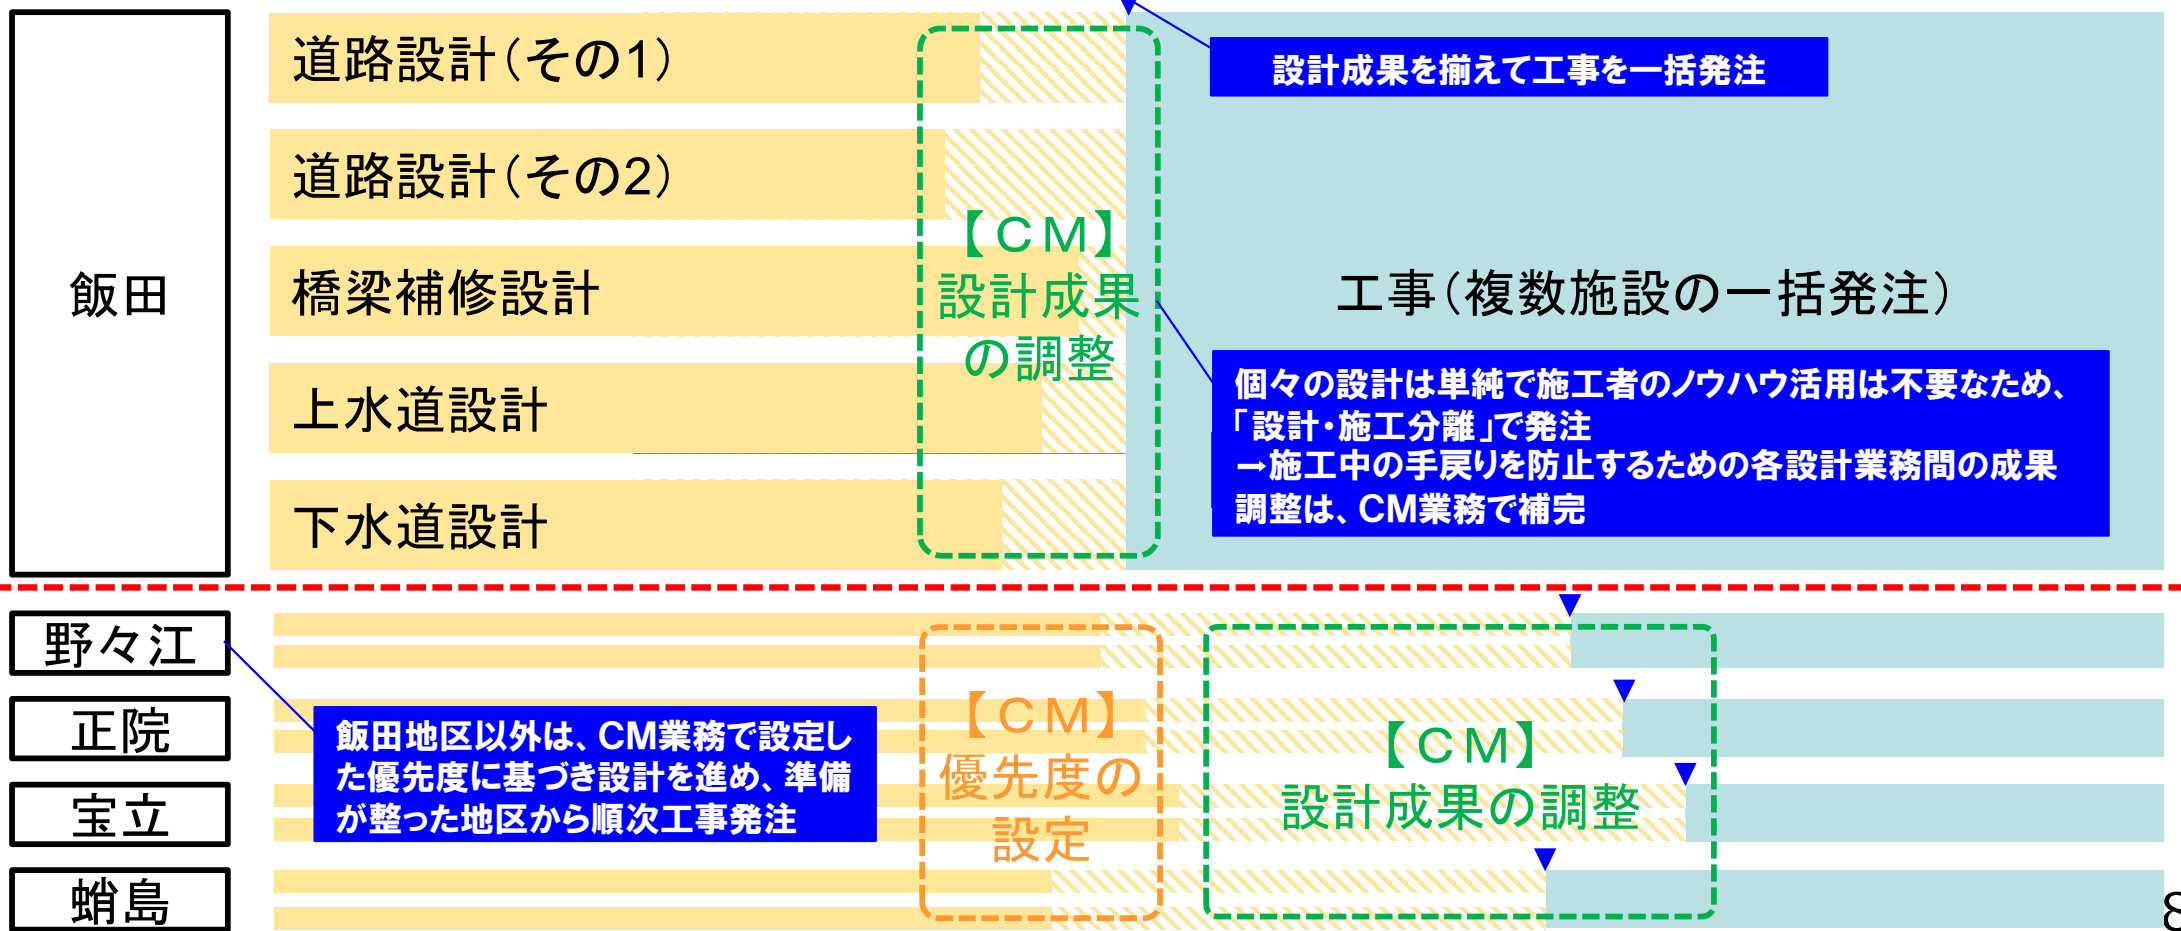 飯田
道路設計(その1)
道路設計(その2)
橋梁補修設計
上水道設計
下水道設計
【CM】
設計成果
の調整
設計成果を揃えて工事を一括発注
工事(複数施設の一括発注)
個々の設計は単純で施工者のノウハウ活用は不要なため、
「設計・施工分離」で発注
→施工中の手戻りを防止するための各設計業務間の成果
調整は、CM業務で補完
野々江
正院
宝立
蛸島
飯田地区以外は、CM業務で設定し
た優先度に基づき設計を進め、準備
が整った地区から順次工事発注
【CM】
優先度の
設定
【CM】
設計成果の調整
8